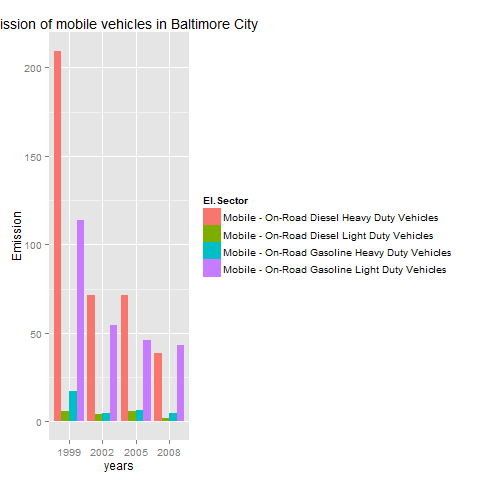 ission of mobile vehicles in Baltimore City
200
150
100
50
0
Emission
1999 2002 2005 2008
years
EI.Sector
Mobile - On-Road Diesel Heavy Duty Vehicles
Mobile - On-Road Diesel Light Duty Vehicles
Mobile - On-Road Gasoline Heavy Duty Vehicles
Mobile - On-Road Gasoline Light Duty Vehicles